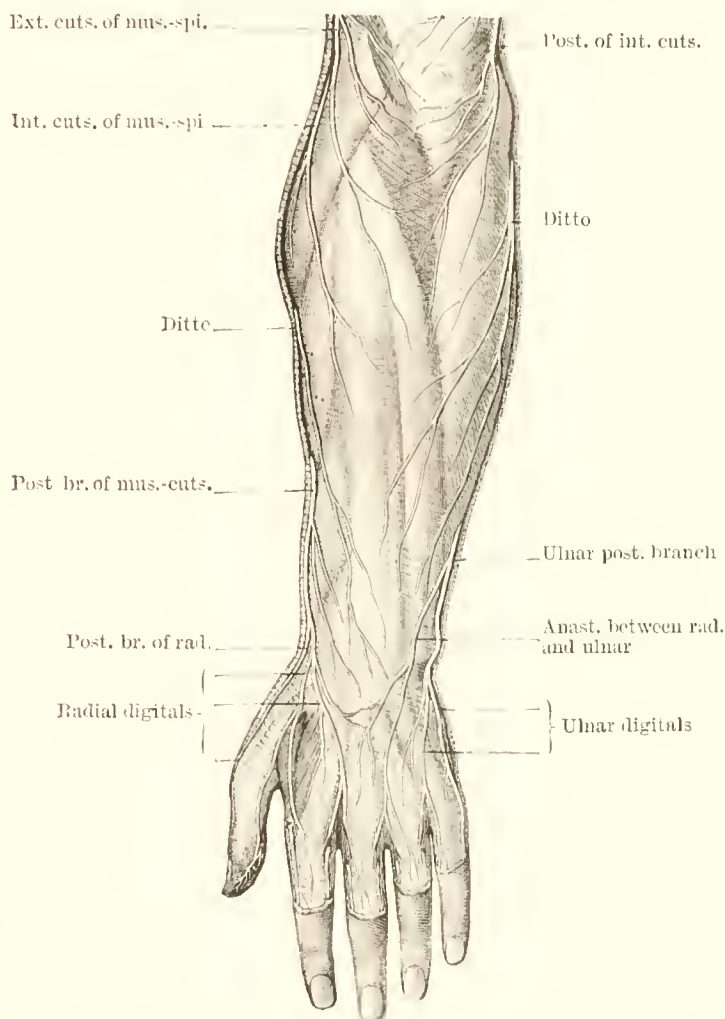 Ext. cuts. of mus.-spi.
Post. of int. cuts.
Int. cuts. of mus.-spi
Ditto
Ditto
Post br. of mus.-cuts.
Ulnar post. branch
Anast. between rad.
and ulnar
Post. br. of rad.
Radial digitals
Ulnar digitals